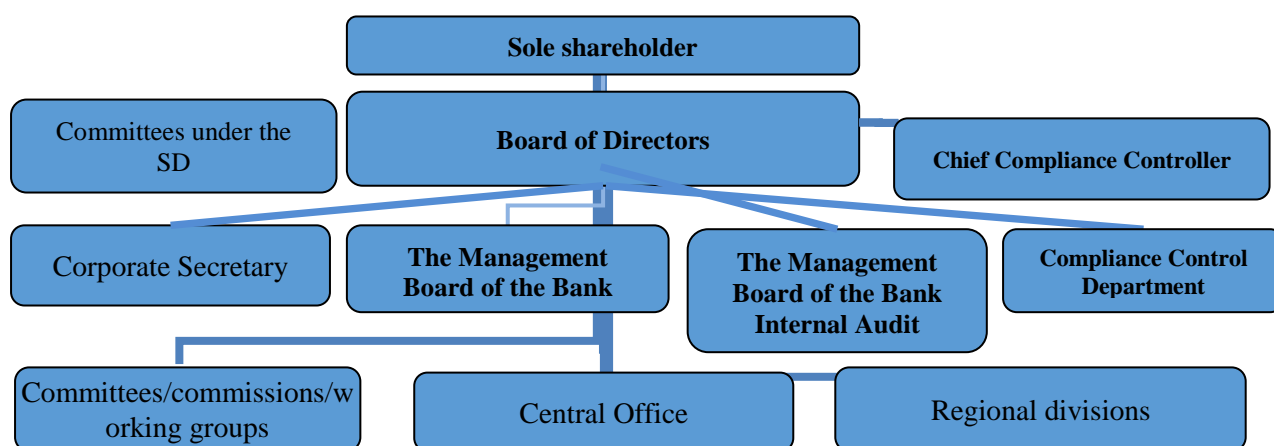 Sole shareholder
Committees under the
SD
Board of Directors
Chief Compliance Controller
Corporate Secretary
The Management
Board of the Bank
The Management
Board of the Bank
Internal Audit
Compliance Control
Department
Committees/commissions/w
orking groups
Central Office
Regional divisions